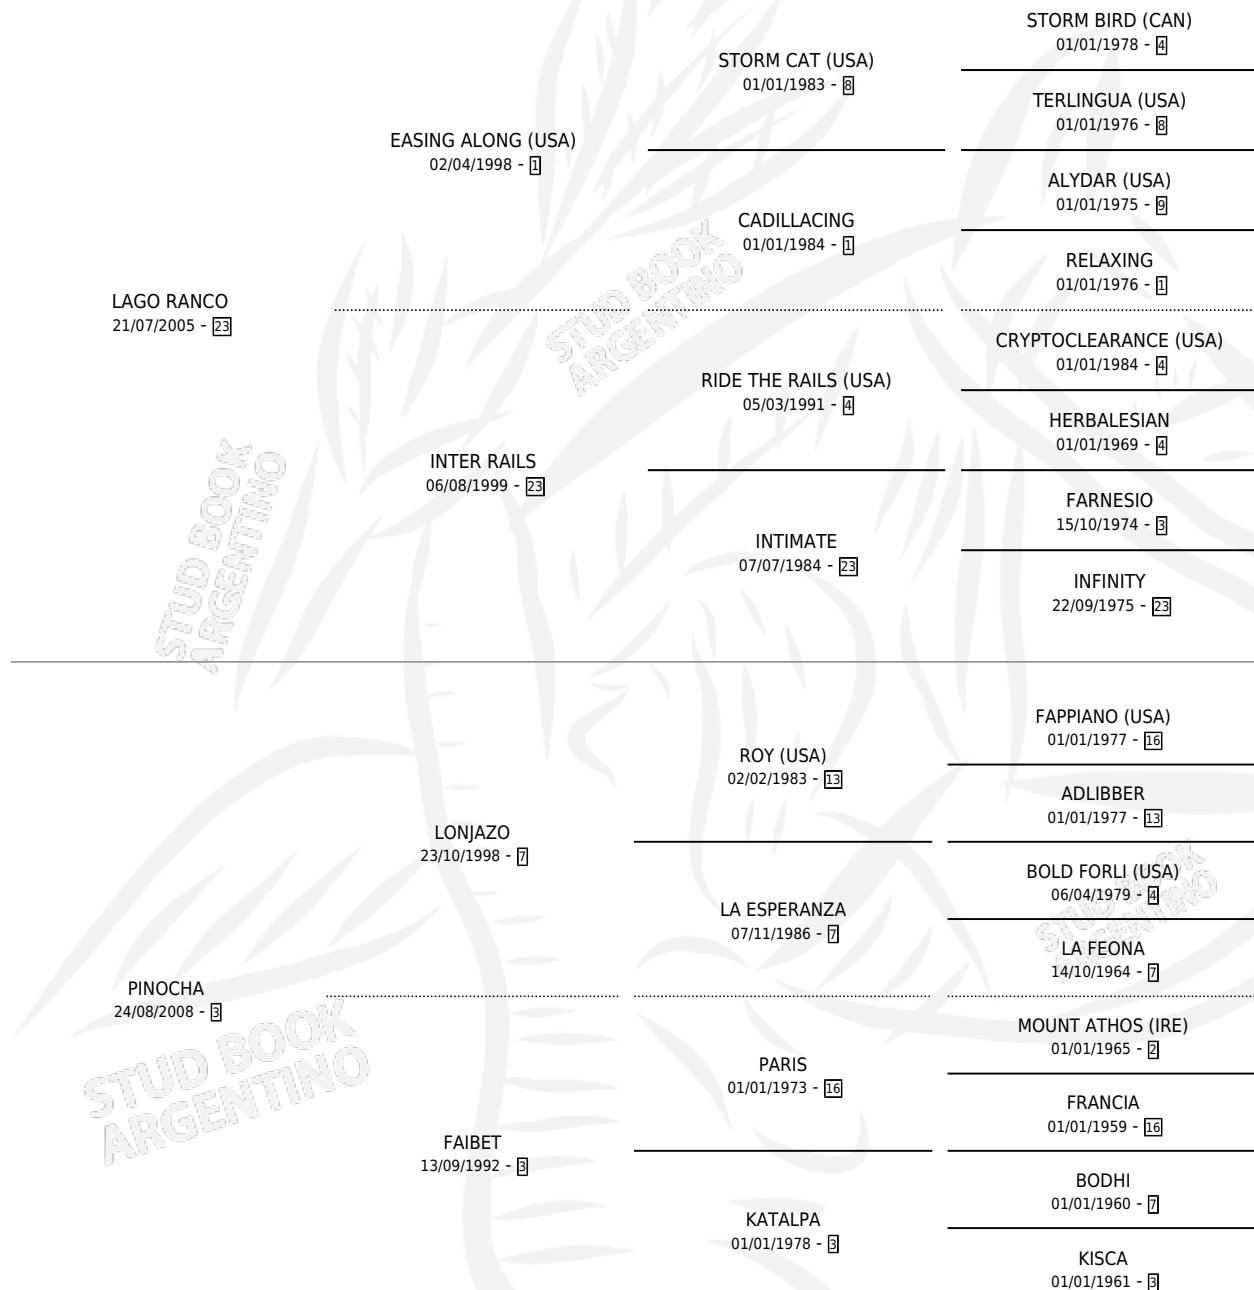 STORM BIRD (CAN)
01/01/1978 - 4
STORM CAT (USA)
01/01/1983 - 8
TERLINGUA (USA)
01/01/1976 - 8
EASING ALONG (USA)
02/04/1998 - 1
ALYDAR (USA)
01/01/1975 - 9
CADILLACING
01/01/1984 - 1
RELAXING
01/01/1976 - 1
LAGO RANCO
21/07/2005 - 23
CRYPTOCLEARANCE (USA)
01/01/1984 - 4
RIDE THE RAILS (USA)
05/03/1991 - 4
HERBALESIAN
01/01/1969 - 4
INTER RAILS
06/08/1999 - 23
FARNESIO
15/10/1974 - 3
INTIMATE
07/07/1984 - 23
INFINITY
22/09/1975 - 23
FAPPIANO (USA)
01/01/1977 - 16
ROY (USA)
02/02/1983 - 13
ADLIBBER
01/01/1977 - 13
LONJAZO
23/10/1998 - 7
BOLD FORLI (USA)
06/04/1979 - 4
LA ESPERANZA
07/11/1986 - 7
LA FEONA
14/10/1964 - 7
PINOCHA
24/08/2008 - 3
MOUNT ATHOS (IRE)
01/01/1965 - 2
PARIS
01/01/1973 - 16
FRANCIA
01/01/1959 - 16
FAIBET
13/09/1992 - 3
BODHI
01/01/1960 - 7
KATALPA
01/01/1978 - 3
KISCA
01/01/1961 - 3
STUD BOOK
ARGENTINO
STUD BOOK
ARGENTINO
STUD BOOK
ARGENTINO
STUD BOOK
ARGENTINO